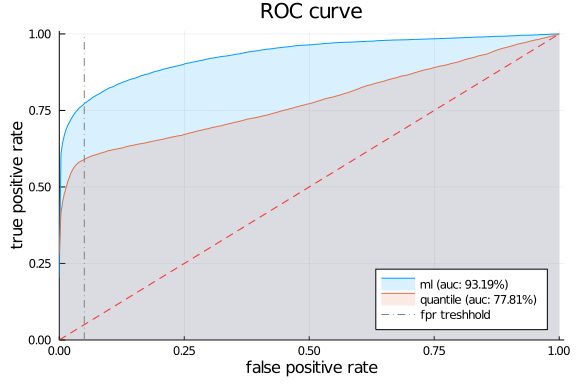 ROC curve
true positive rate
1.00
0.75
0.50
0.25
0.00
0.00
0.25
0.50
0.75
1.00
false positive rate
ml (auc: 93.19%)
quantile (auc: 77.81%)
fpr treshhold